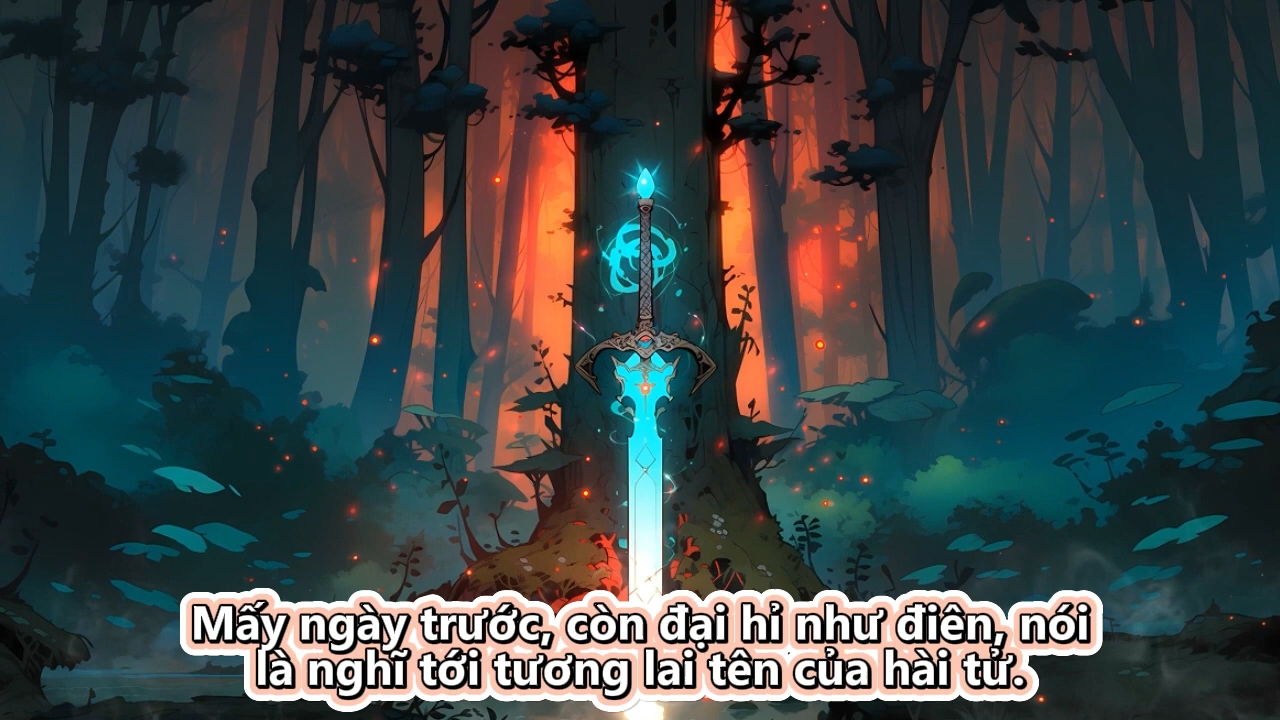 Mấy ngày trước, còn đại hỉ như điên, nói
là nghĩ tới tương lai tên của hài tử.